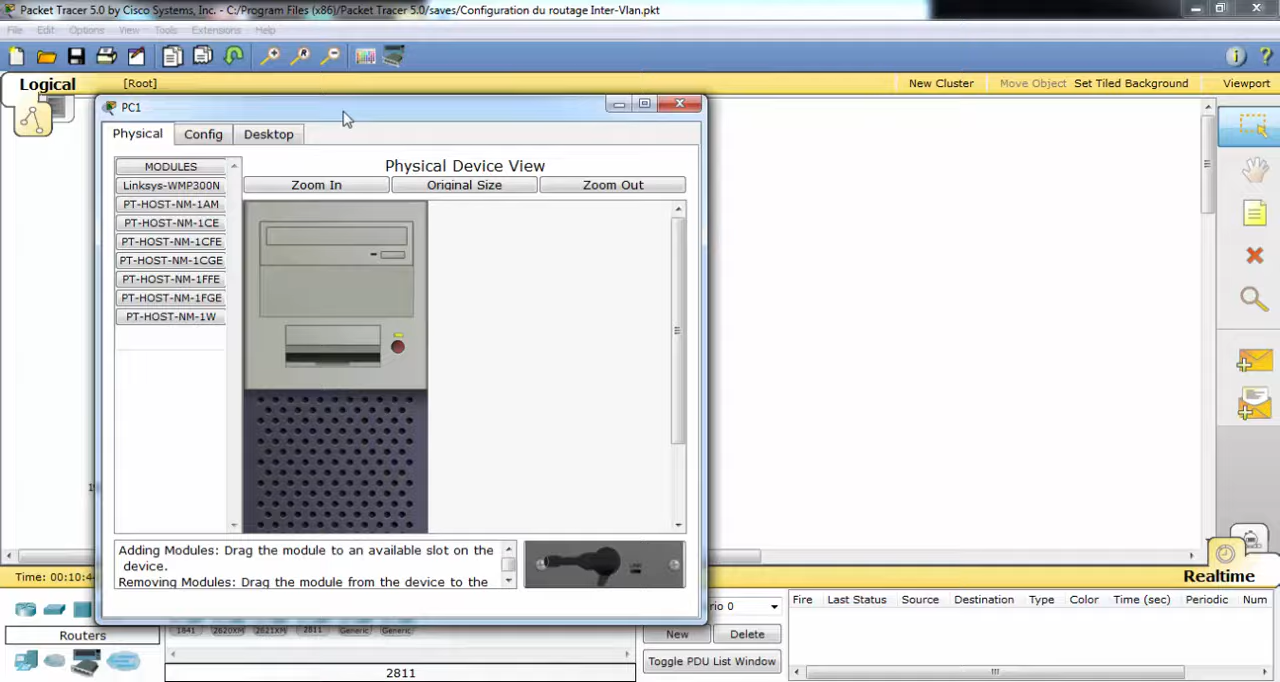 Packet Tracer 5.0 by Cisco Systems, Inc. - C:/Program Files (x86)/Packet Tracer 5.0/saves/Configuration du routage Inter-Vlan.pkt
File Edit Options View Tools Extensions Help
Logical [Root] New Cluster Move Object Set Tiled Background Viewport
PC1
Physical Config Desktop
MODULES
Linksys-WMP300N
PT-HOST-NM-1AM
PT-HOST-NM-1CE
PT-HOST-NM-1CFE
PT-HOST-NM-1CGE
PT-HOST-NM-1FFE
PT-HOST-NM-1FGE
PT-HOST-NM-1W
Physical Device View
Zoom In Original Size Zoom Out
Adding Modules: Drag the module to an available slot on the
device.
Removing Modules: Drag the module from the device to the
Time: 00:10:4
Realtime
Routers
1841 2620XM 2621XM 2811 Generic Generic
2811
rio 0
New Delete
Toggle PDU List Window
Fire Last Status Source Destination Type Color Time (sec) Periodic Num